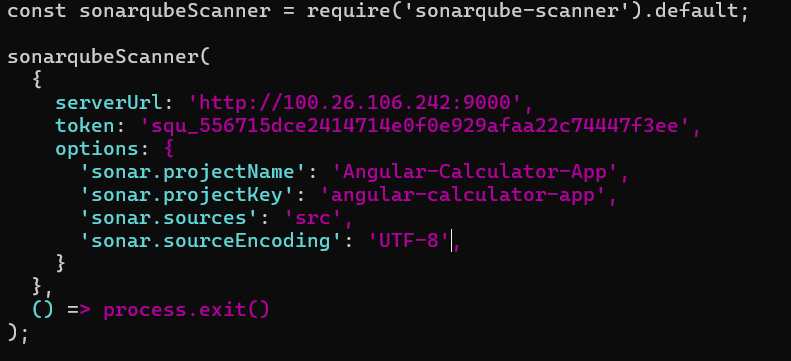 const sonarqubeScanner = require('sonarqube-scanner').default;
sonarqubeScanner(
{
serverUrl: 'http://100.26.106.242:9000',
token: 'squ_556715dce2414714e0f0e929afaa22c74447f3ee',
options: {
'sonar.projectName': 'Angular-Calculator-App',
'sonar.projectKey': 'angular-calculator-app',
'sonar.sources': 'src',
'sonar.sourceEncoding': 'UTF-8',
}
},
() => process.exit()
);